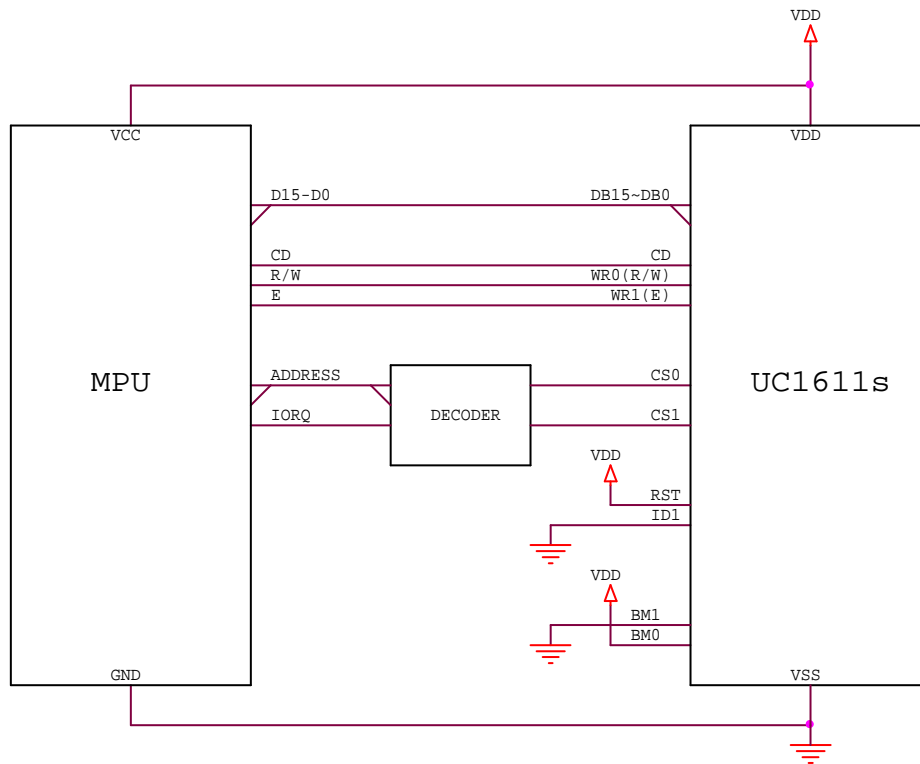 VDD
VCC
VDD
D15-D0
DB15~DB0
CD
CD
R/W
WR0(R/W)
E
WR1(E)
MPU
ADDRESS
IORQ
DECODER
CS0
CS1
UC1611s
VDD
RST
ID1
VDD
BM1
BM0
GND
VSS